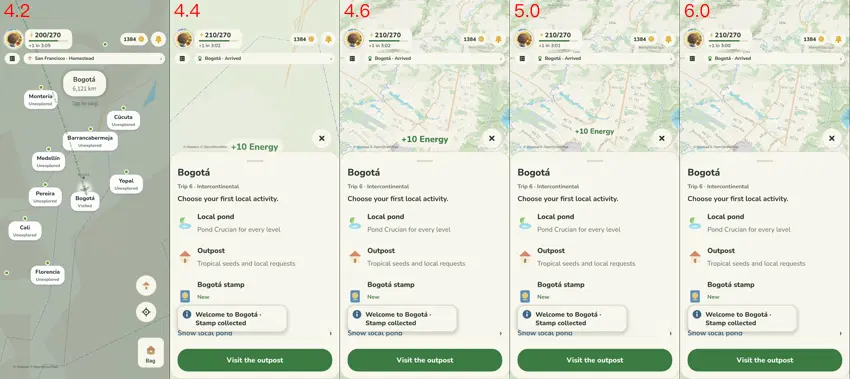 4.2
200/270
+1 in 3:05
1384
San Francisco · Homestead
Bogotá
6,121 km
Montería
Unexplored
Cúcuta
Unexplored
Barrancabermeja
Unexplored
Medellín
Unexplored
Yopal
Unexplored
Pereira
Unexplored
Bogotá
Visited
Cali
Unexplored
Florencia
Unexplored
Bag
4.4
210/270
+1 in 3:02
1384
Bogotá · Arrived
+10 Energy
Bogotá
Trip 6 · Intercontinental
Choose your first local activity.
Local pond
Pond Crucian for every level
Outpost
Tropical seeds and local requests
Bogotá stamp
New
Welcome to Bogotá ·
Stamp collected
Show local pond
Visit the outpost
4.6
210/270
+1 in 3:02
1384
Bogotá · Arrived
+10 Energy
Bogotá
Trip 6 · Intercontinental
Choose your first local activity.
Local pond
Pond Crucian for every level
Outpost
Tropical seeds and local requests
Bogotá stamp
New
Welcome to Bogotá ·
Stamp collected
Show local pond
Visit the outpost
5.0
210/270
+1 in 3:01
1384
Bogotá · Arrived
+10 Energy
Bogotá
Trip 6 · Intercontinental
Choose your first local activity.
Local pond
Pond Crucian for every level
Outpost
Tropical seeds and local requests
Bogotá stamp
New
Welcome to Bogotá ·
Stamp collected
Show local pond
Visit the outpost
6.0
210/270
+1 in 3:00
1384
Bogotá · Arrived
Bogotá
Trip 6 · Intercontinental
Choose your first local activity.
Local pond
Pond Crucian for every level
Outpost
Tropical seeds and local requests
Bogotá stamp
New
Welcome to Bogotá ·
Stamp collected
Show local pond
Visit the outpost